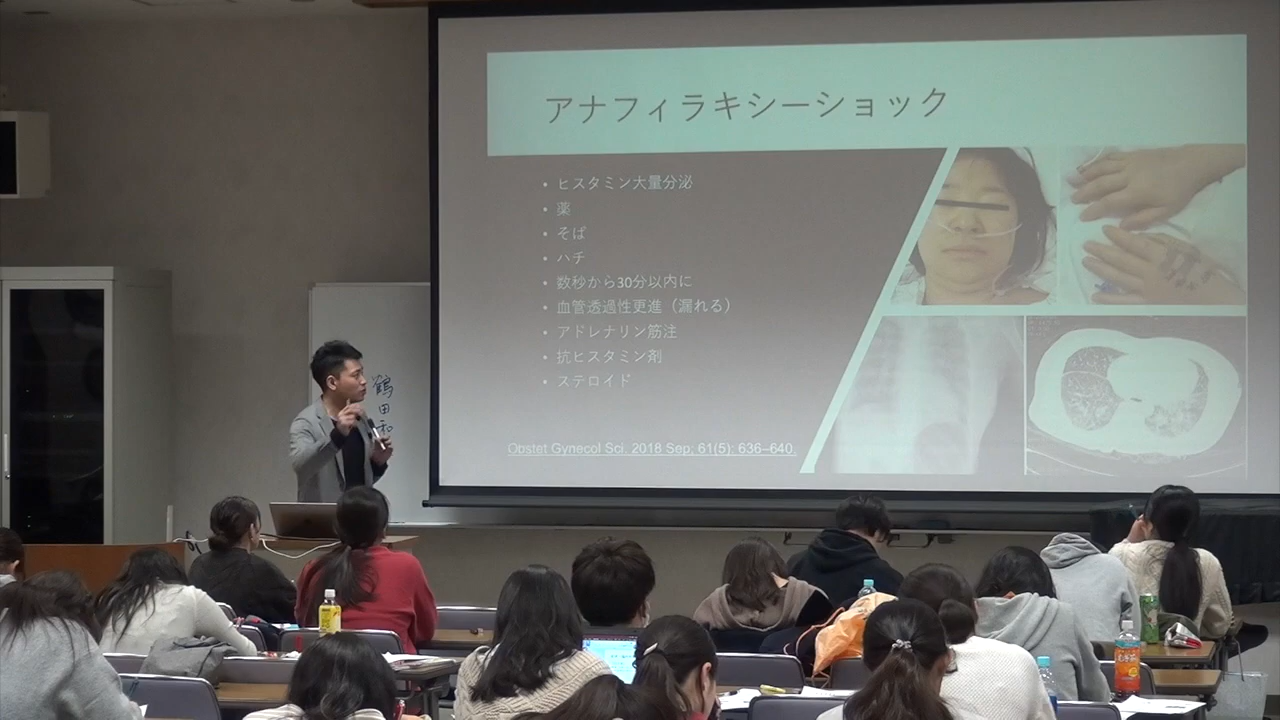 アナフィラキシーショック
• ヒスタミン大量分泌
• 薬
• そば
• ハチ
• 数秒から30分以内に
• 血管透過性更進（漏れる）
• アドレナリン筋注
• 抗ヒスタミン剤
• ステロイド
Obstet Gynecol Sci. 2018 Sep; 61(5): 636–640.
鶴田和